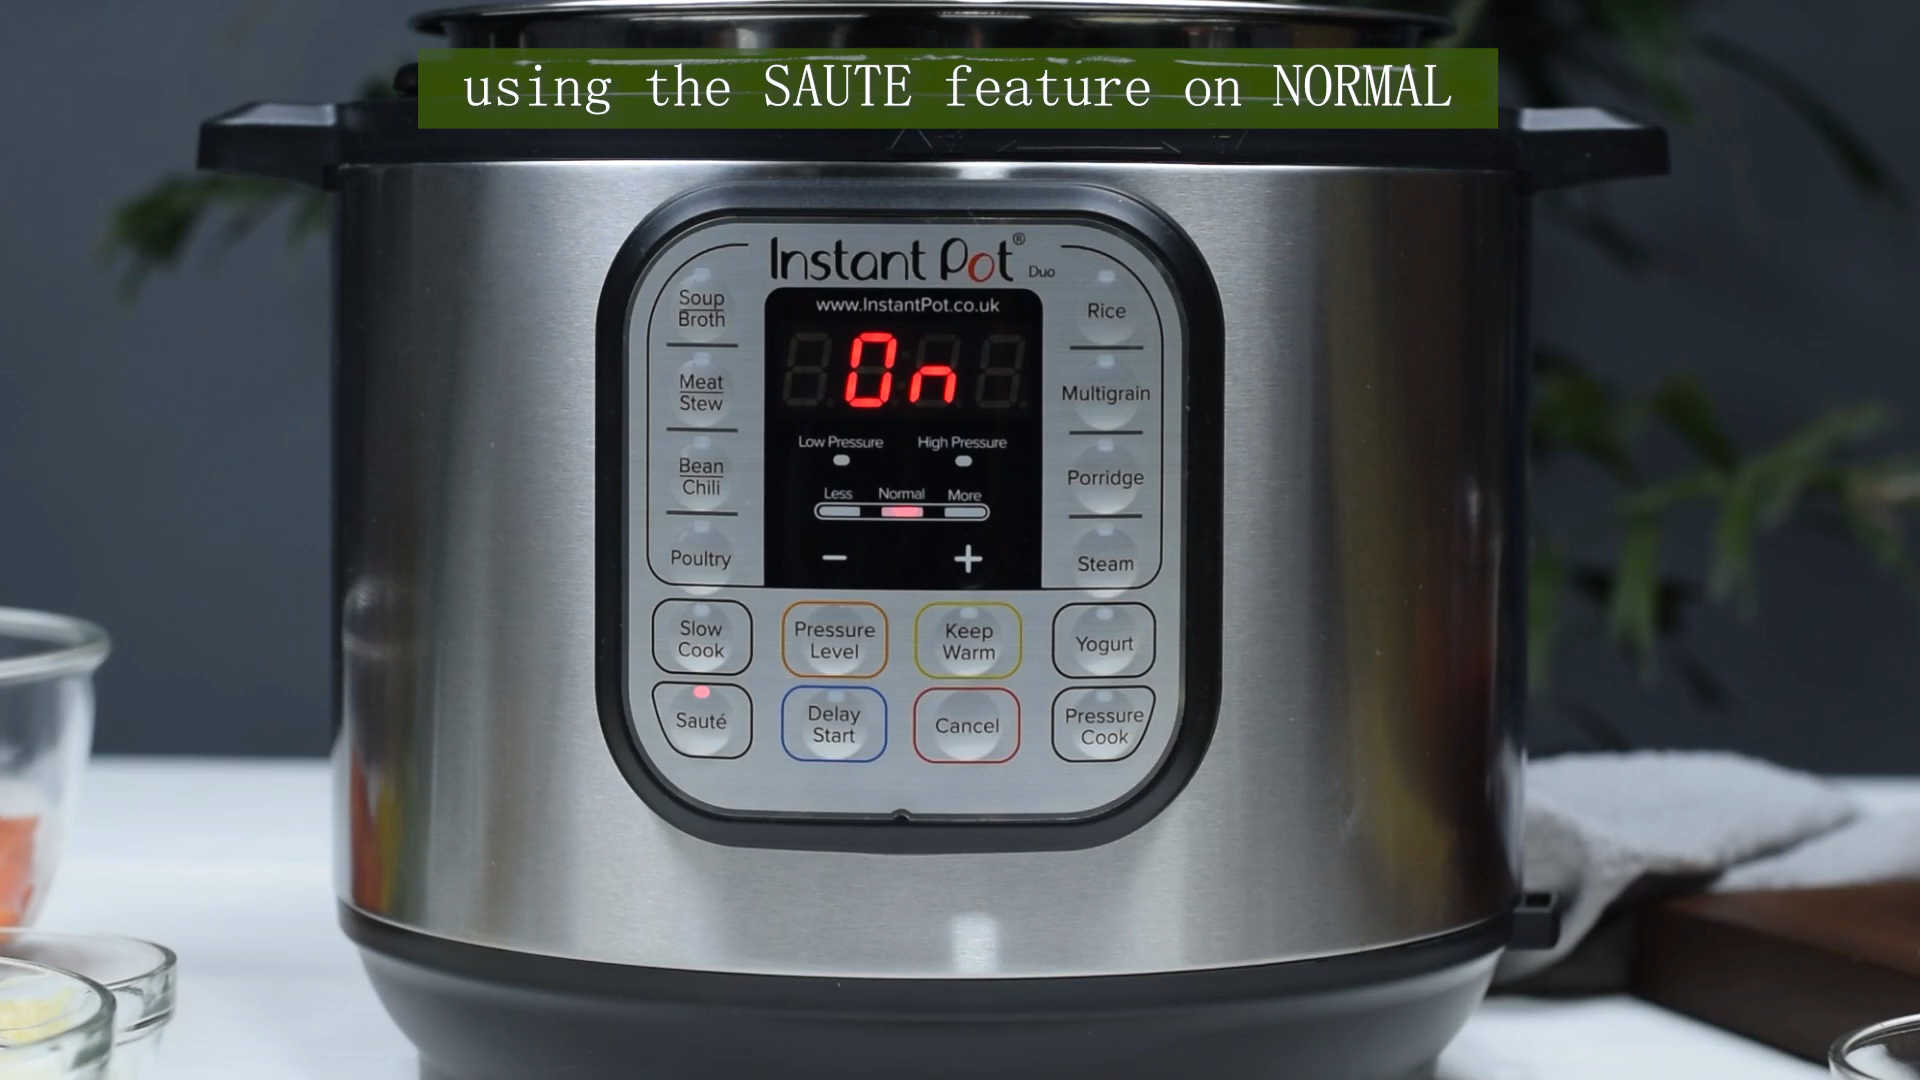 using the SAUTE feature on NORMAL
Instant Pot® Duo
www.InstantPot.co.uk
On
Low Pressure High Pressure
Less Normal More
− +
Soup
Broth
Meat
Stew
Bean
Chili
Poultry
Rice
Multigrain
Porridge
Steam
Slow
Cook
Pressure
Level
Keep
Warm
Yogurt
Sauté
Delay
Start
Cancel
Pressure
Cook